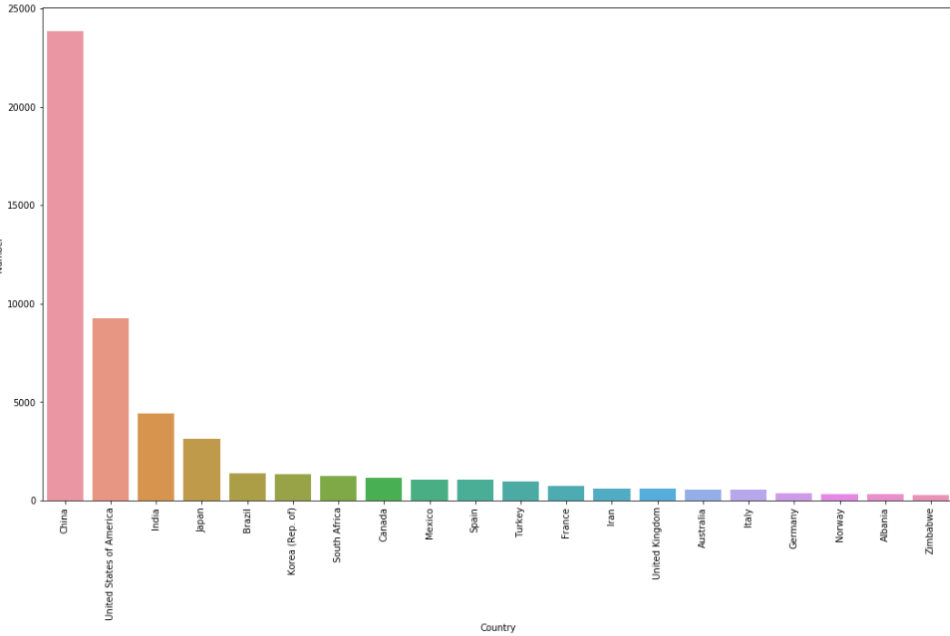 25000
20000
15000
10000
5000
0
China
United States of America
India
Japan
Brazil
Korea (Rep. of)
South Africa
Canada
Mexico
Spain
Turkey
France
Iran
United Kingdom
Australia
Italy
Germany
Norway
Albania
Zimbabwe
Country